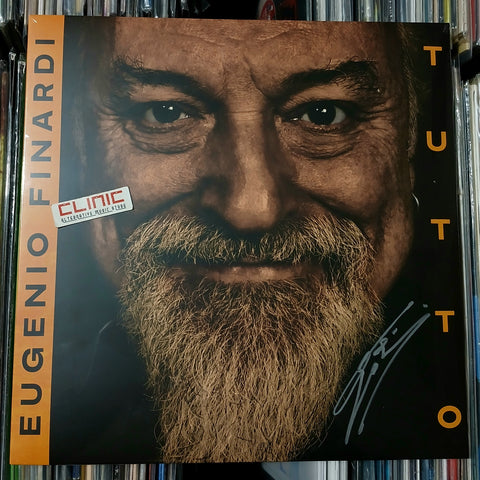 EUGENIO FINARDI
TUTTO
CLINIC
ALTERNATIVE MUSIC STORE